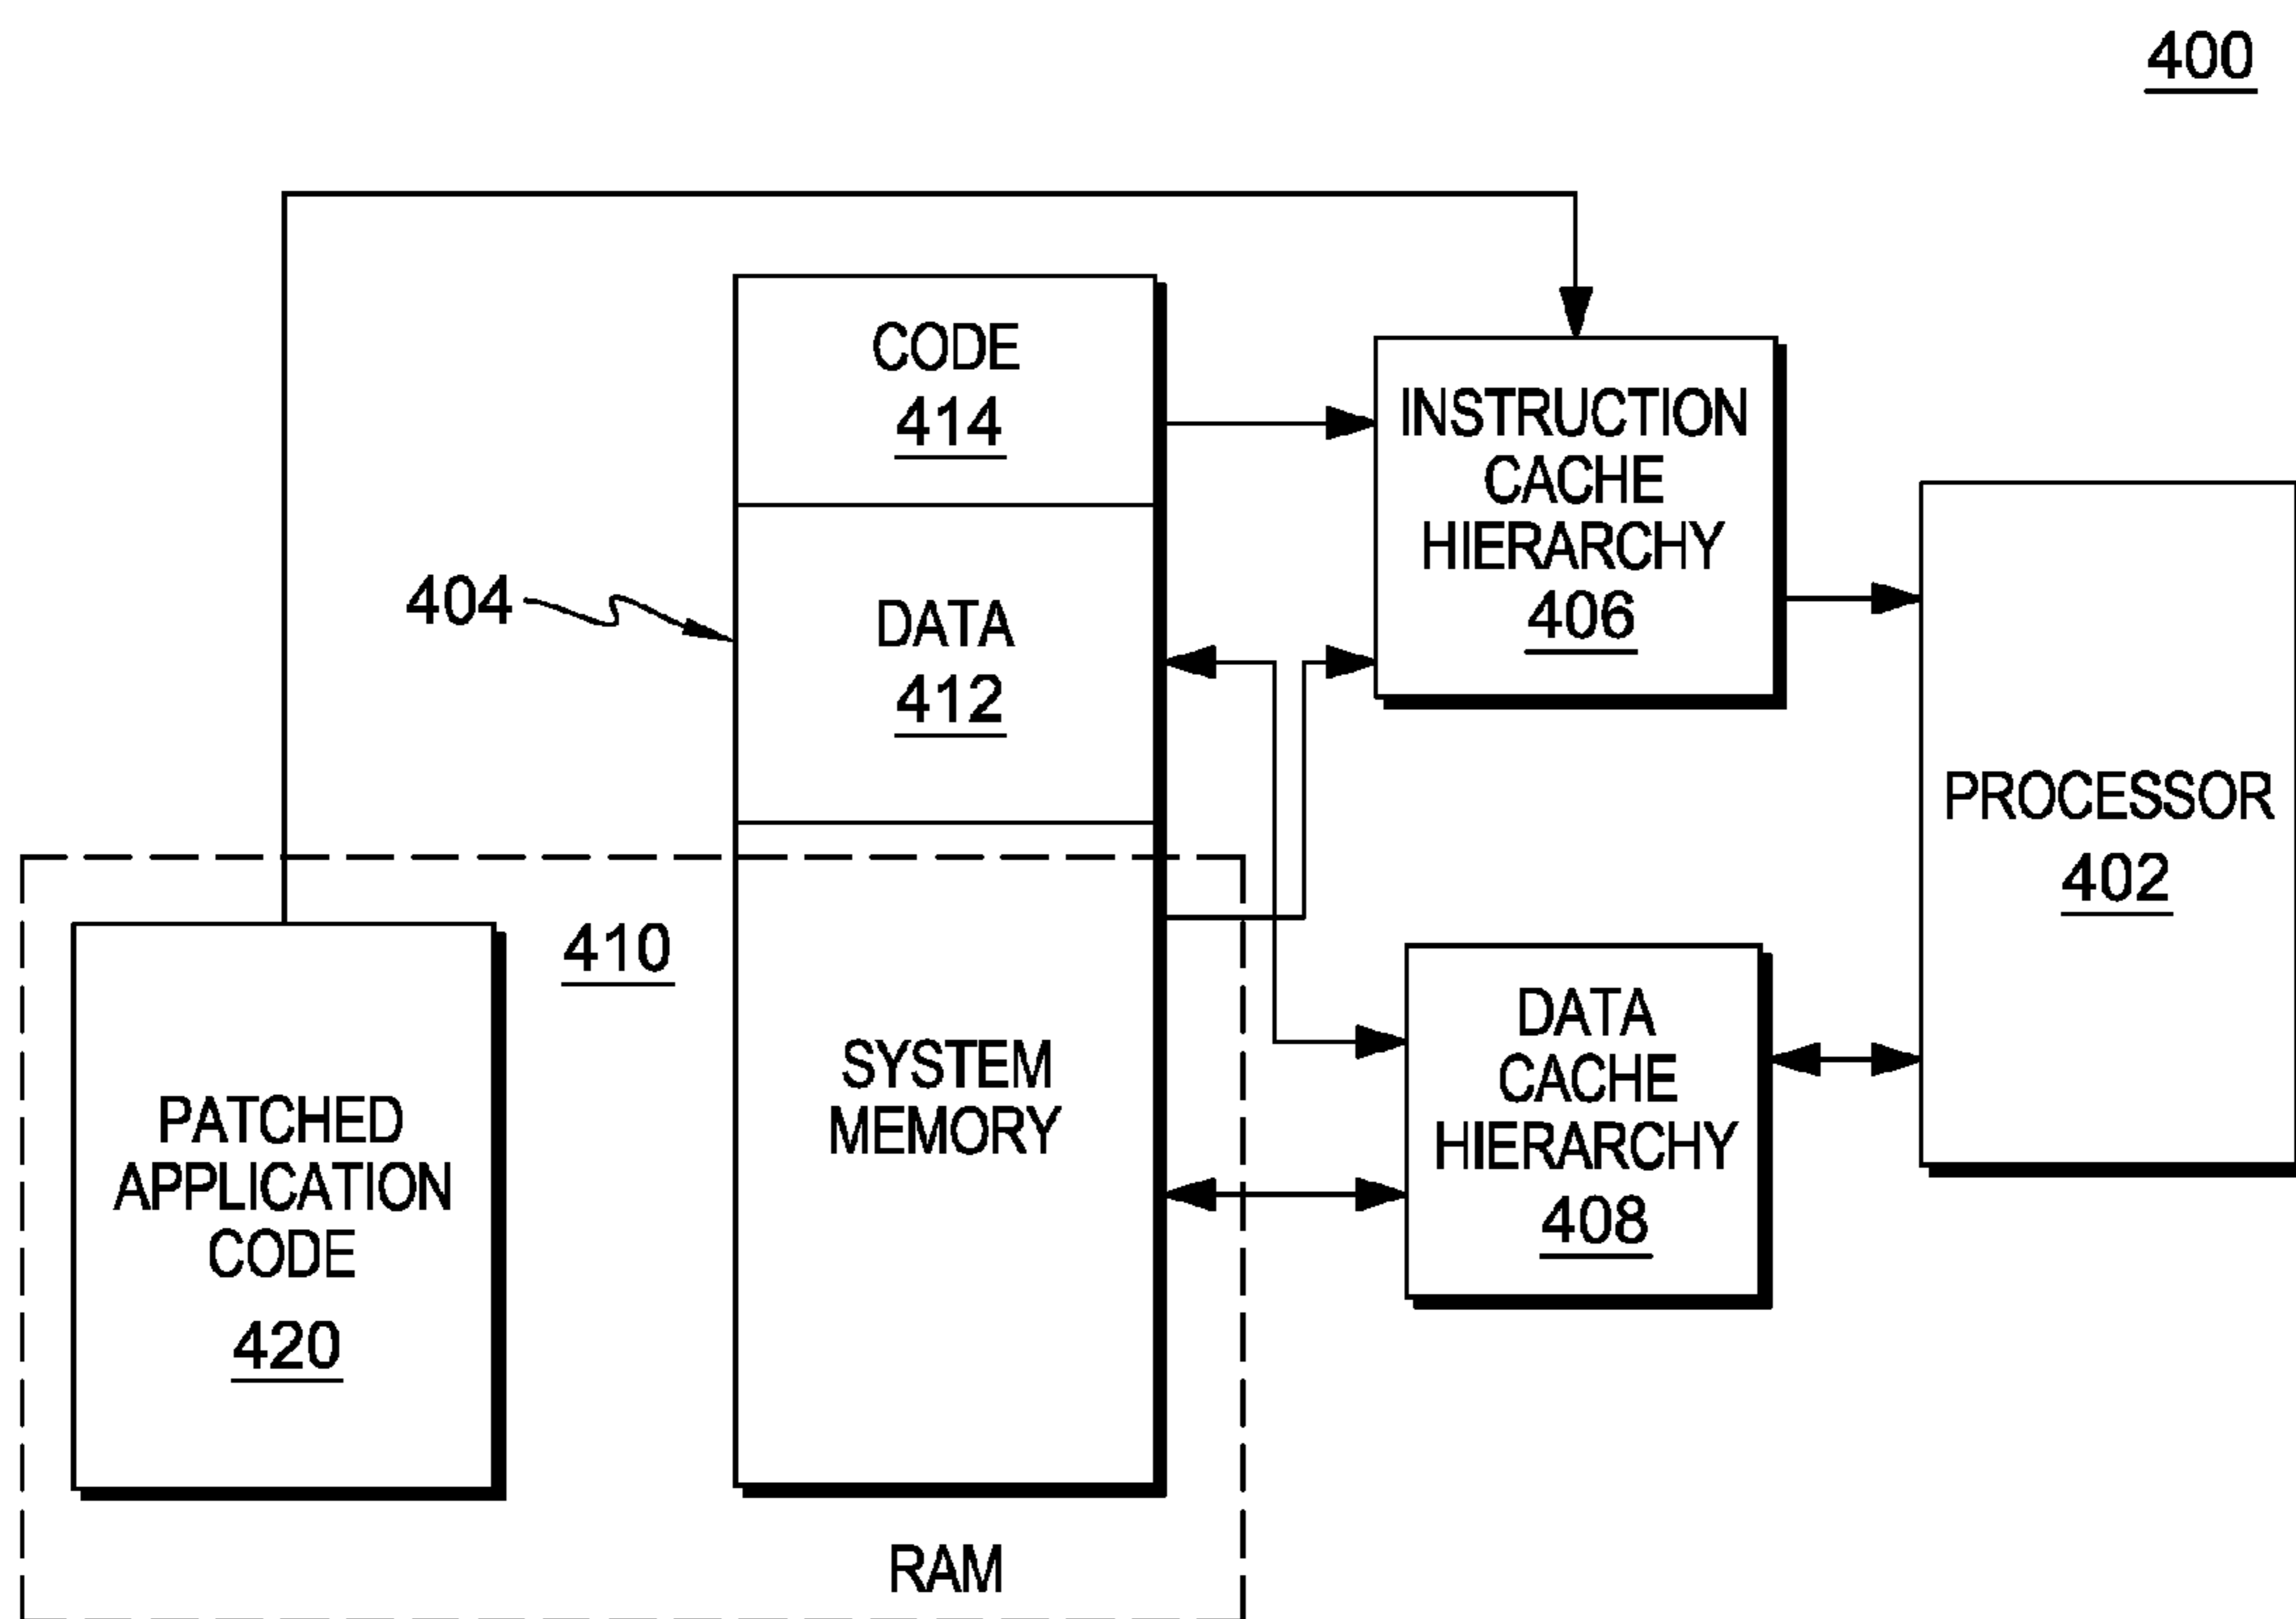 400
CODE
414
404
DATA
412
INSTRUCTION
CACHE
HIERARCHY
406
PROCESSOR
402
410
PATCHED
APPLICATION
CODE
420
SYSTEM
MEMORY
DATA
CACHE
HIERARCHY
408
RAM